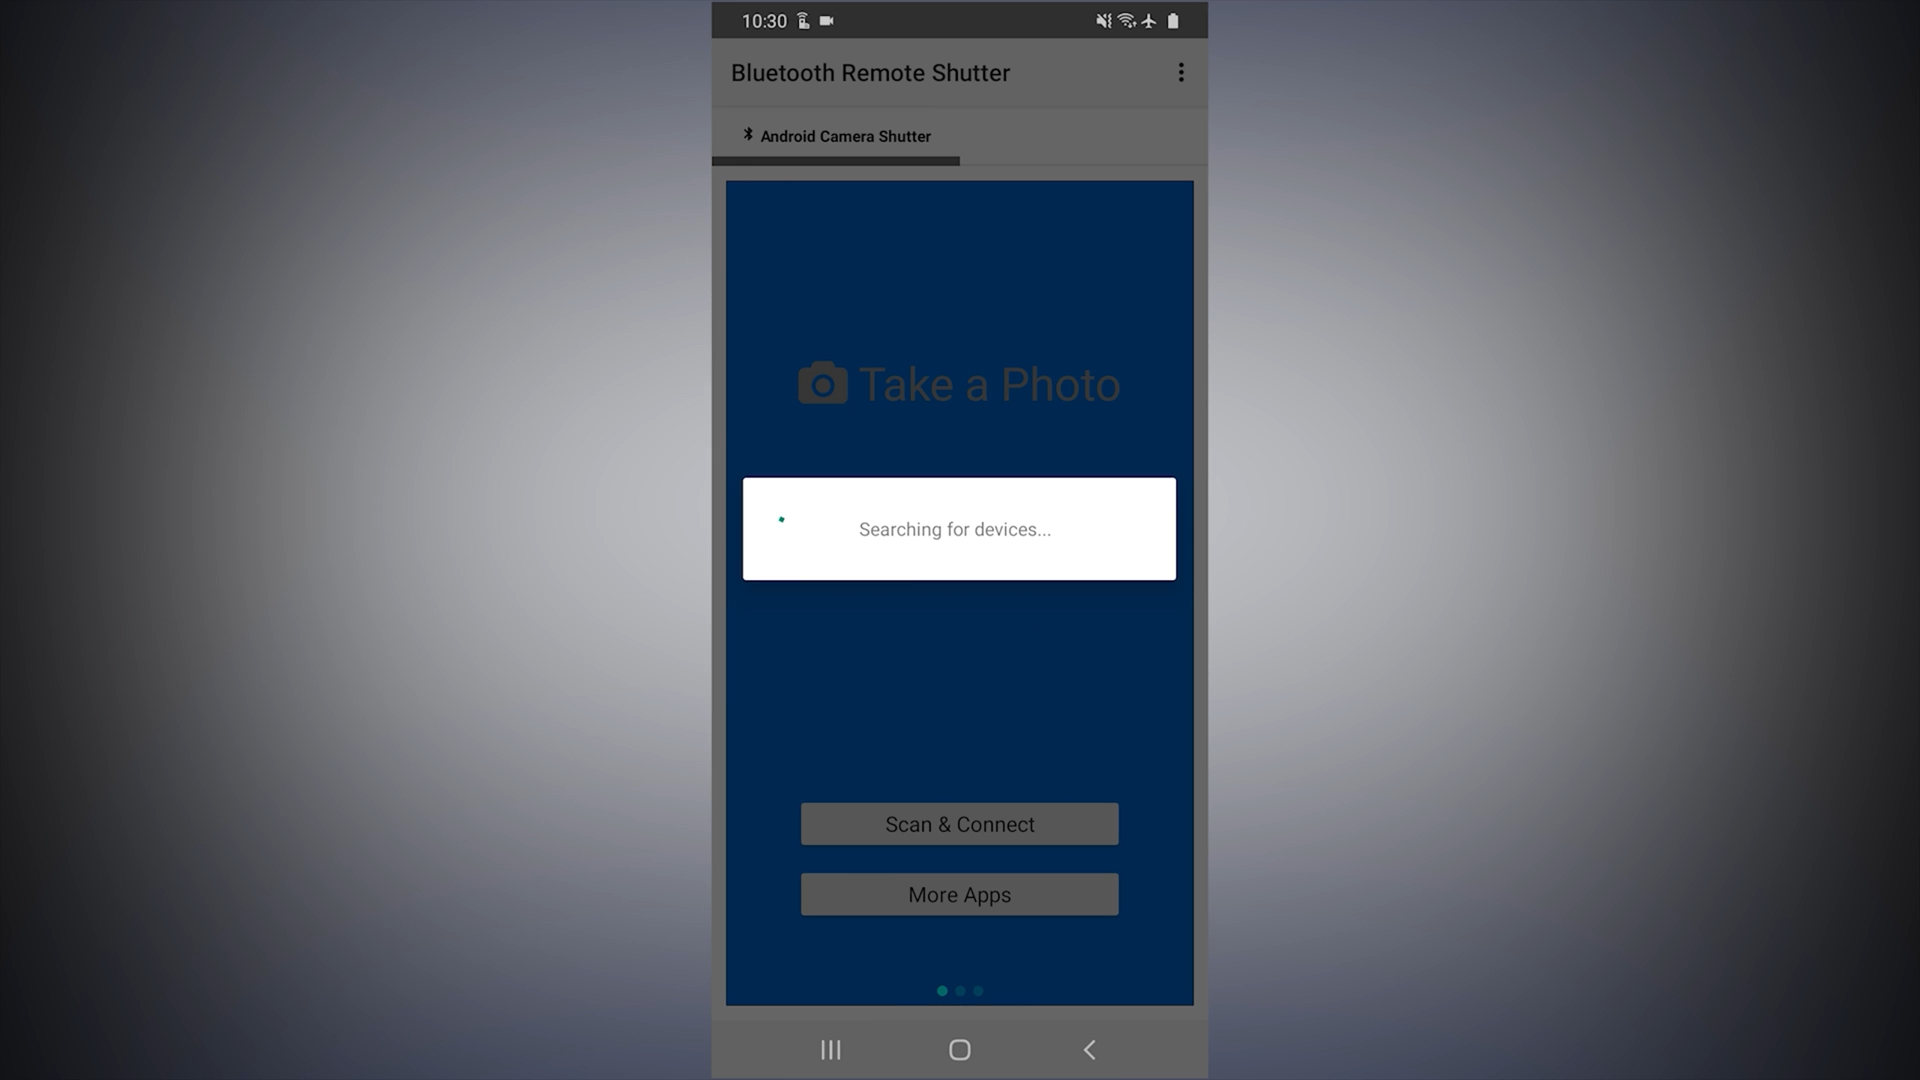 10:30
Bluetooth Remote Shutter
Android Camera Shutter
Take a Photo
Searching for devices...
Scan & Connect
More Apps